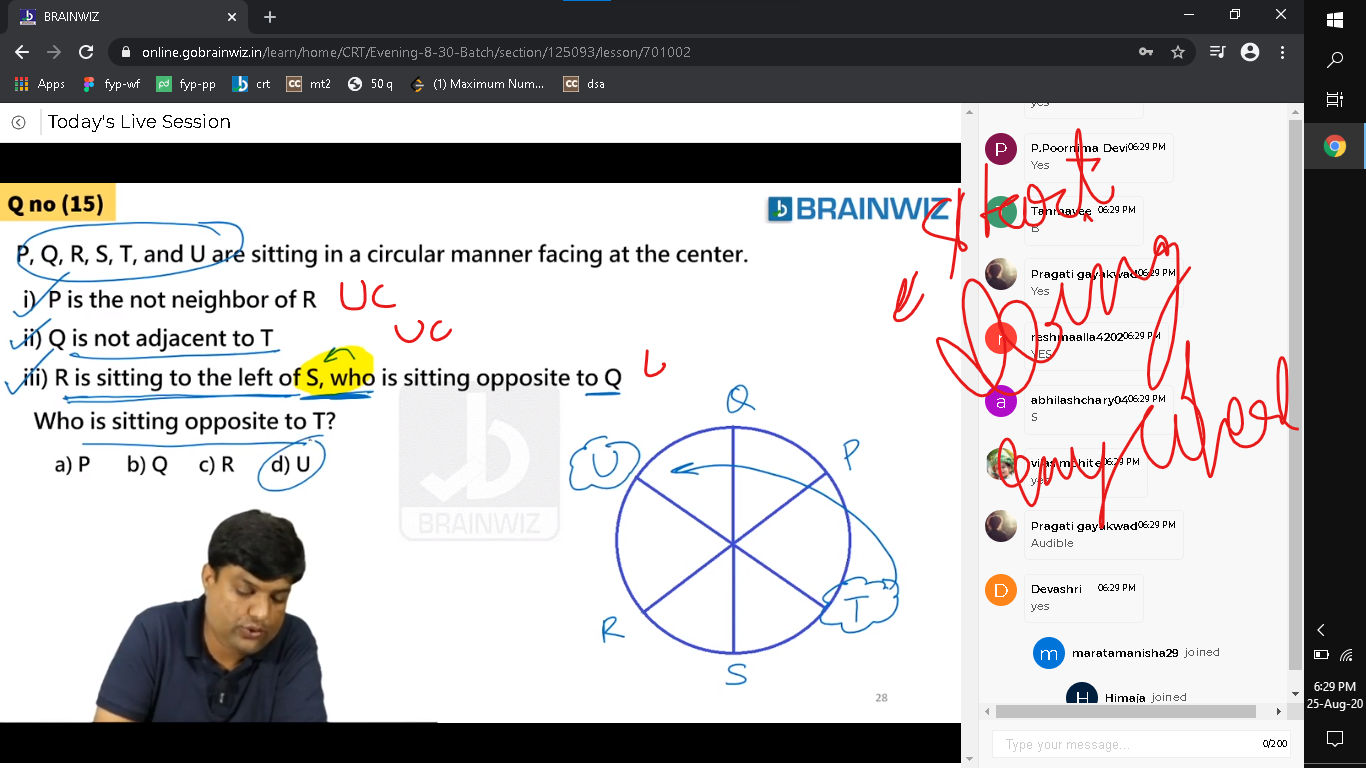 BRAINWIZ
online.gobrainwiz.in/learn/home/CRT/Evening-8-30-Batch/section/125093/lesson/701002
Apps fyp-wf fyp-pp crt mt2 50 q (1) Maximum Num... dsa
Today's Live Session
Q no (15)
BRAINWIZ
P, Q, R, S, T, and U are sitting in a circular manner facing at the center.
i) P is the not neighbor of R UC
ii) Q is not adjacent to T UC
iii) R is sitting to the left of S, who is sitting opposite to Q
Who is sitting opposite to T?
a) P b) Q c) R d) U
BRAINWIZ
Q
P
U
T
R
S
28
yes
P P.Poornima Devi 06:29 PM
Yes
Tanmayee 06:29 PM
B
Pragati gayakwad 06:29 PM
Yes
r reshmaalla4202 06:29 PM
YES
a abhilashchary04 06:29 PM
S
06:29 PM
yes
Pragati gayakwad 06:29 PM
Audible
D Devashri 06:29 PM
yes
m maratamanisha29 joined
H Himaja joined
start
Type your message... 0/200
6:29 PM
25-Aug-20